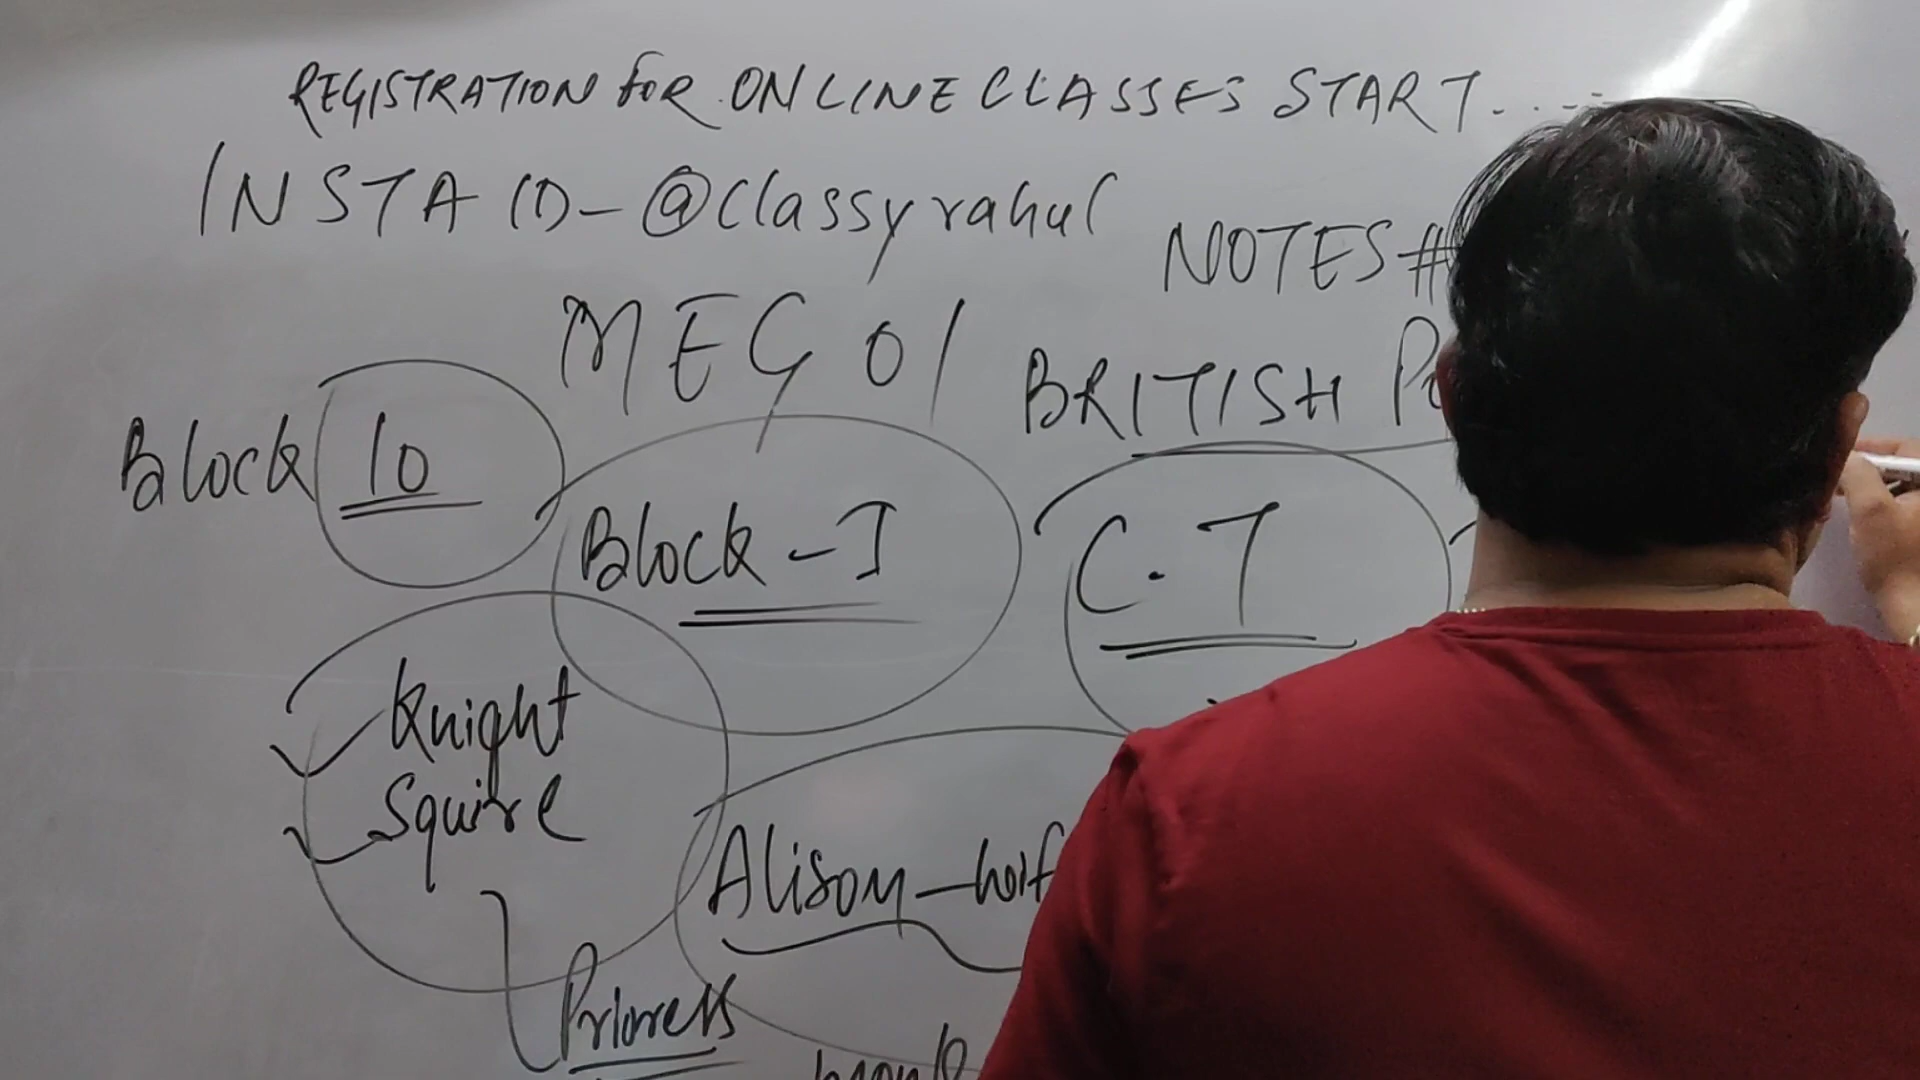 REGISTRATION FOR ONLINE CLASSES START.....
INSTA ID - @classyrahul
NOTES #
MEG 01
BRITISH
Block 10
Block - I
C.T
Knight
Squire
Alison - wif
Prioress